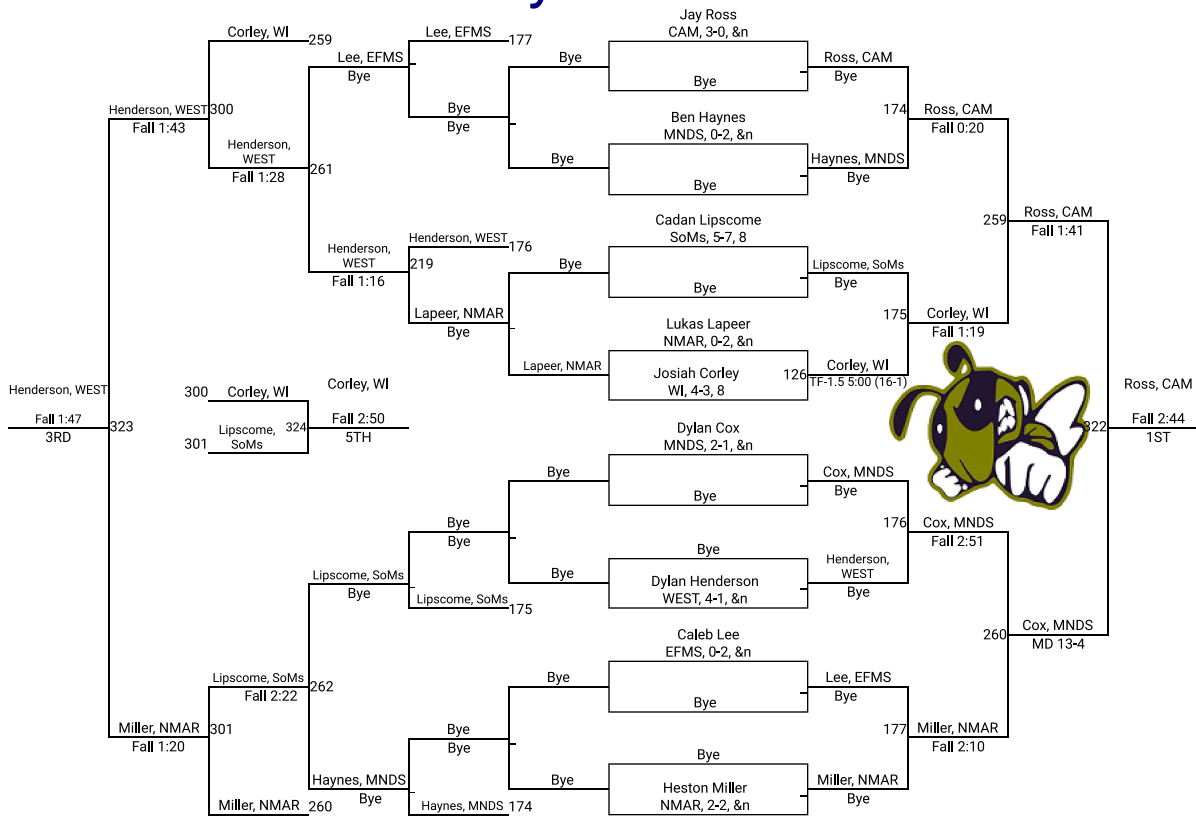 y
Jay Ross
CAM, 3-0, &n
Corley, WI
259
Lee, EFMS
177
Lee, EFMS
Bye
Bye
Bye
Ross, CAM
Bye
Henderson, WEST
300
Fall 1:43
Bye
Bye
Ben Haynes
MNDS, 0-2, &n
174
Ross, CAM
Fall 0:20
Henderson,
WEST
Fall 1:28
261
Bye
Bye
Haynes, MNDS
Bye
Cadan Lipscome
SoMs, 5-7, 8
259
Ross, CAM
Fall 1:41
Henderson,
WEST
Fall 1:16
Henderson, WEST
176
219
Bye
Bye
Lipscome, SoMs
Bye
Lapeer, NMAR
Bye
Lukas Lapeer
NMAR, 0-2, &n
175
Corley, WI
Fall 1:19
Lapeer, NMAR
Josiah Corley
WI, 4-3, 8
126
Corley, WI
TF-1.5 5:00 (16-1)
Henderson, WEST
Fall 1:47
3RD
323
300
Corley, WI
301
Lipscome,
SoMs
324
Corley, WI
Fall 2:50
5TH
Ross, CAM
322
Fall 2:44
1ST
Dylan Cox
MNDS, 2-1, &n
Bye
Bye
Cox, MNDS
Bye
Bye
Bye
176
Cox, MNDS
Fall 2:51
Lipscome, SoMs
Bye
Lipscome, SoMs
175
Bye
Bye
Dylan Henderson
WEST, 4-1, &n
Henderson,
WEST
Bye
260
Cox, MNDS
MD 13-4
Caleb Lee
EFMS, 0-2, &n
Lipscome, SoMs
Fall 2:22
262
Bye
Bye
Lee, EFMS
Bye
Miller, NMAR
Fall 1:20
301
Bye
Bye
177
Miller, NMAR
Fall 2:10
Haynes, MNDS
Bye
Bye
Bye
Heston Miller
NMAR, 2-2, &n
Miller, NMAR
Bye
Miller, NMAR
260
Haynes, MNDS
174